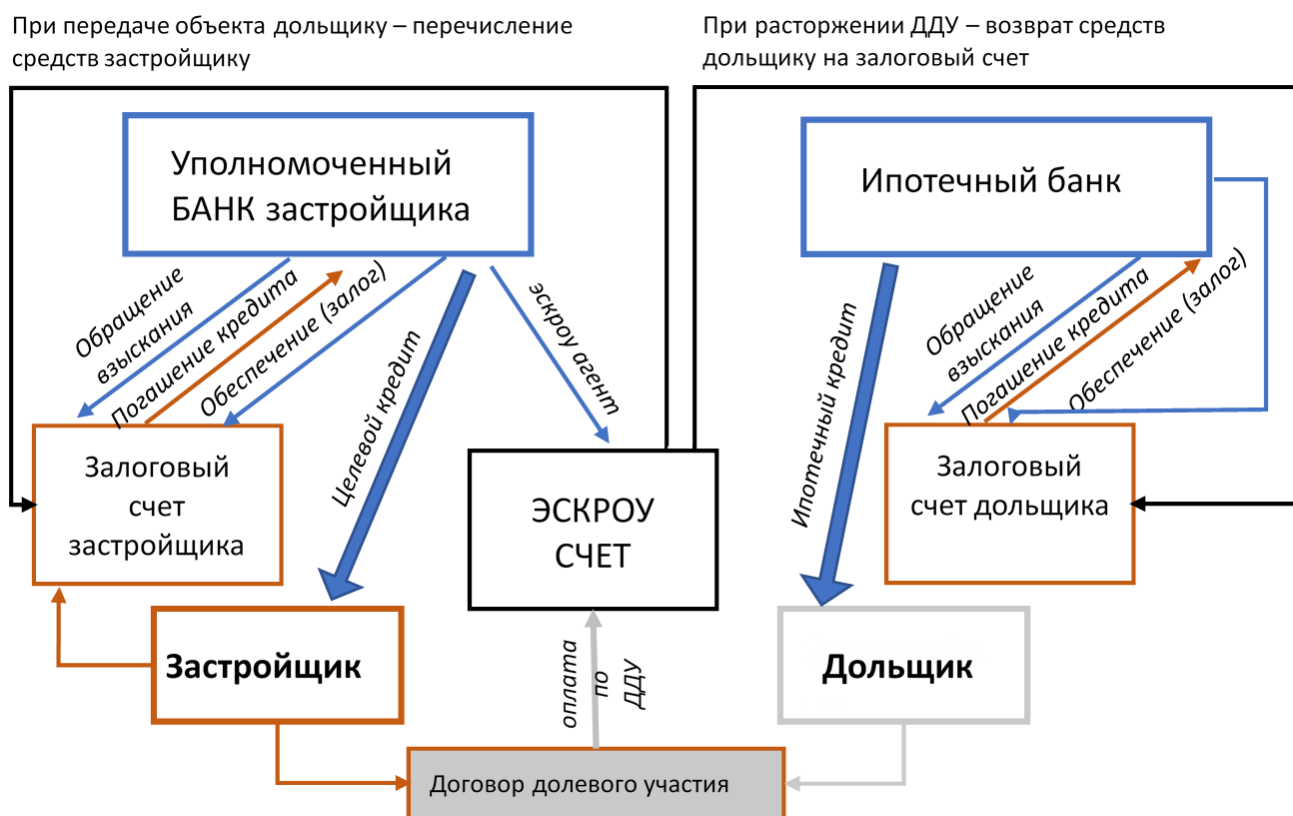 При передаче объекта дольщику – перечисление
средств застройщику
При расторжении ДДУ – возврат средств
дольщику на залоговый счет
Уполномоченный
БАНК застройщика
Ипотечный банк
Обращение
взыскания
Погашение кредита
Обеспечение (залог)
Целевой кредит
эскроу агент
Ипотечный кредит
Обращение
взыскания
Погашение кредита
Обеспечение (залог)
Залоговый
счет
застройщика
ЭСКРОУ
СЧЕТ
Залоговый
счет дольщика
Застройщик
оплата
по
ДДУ
Дольщик
Договор долевого участия